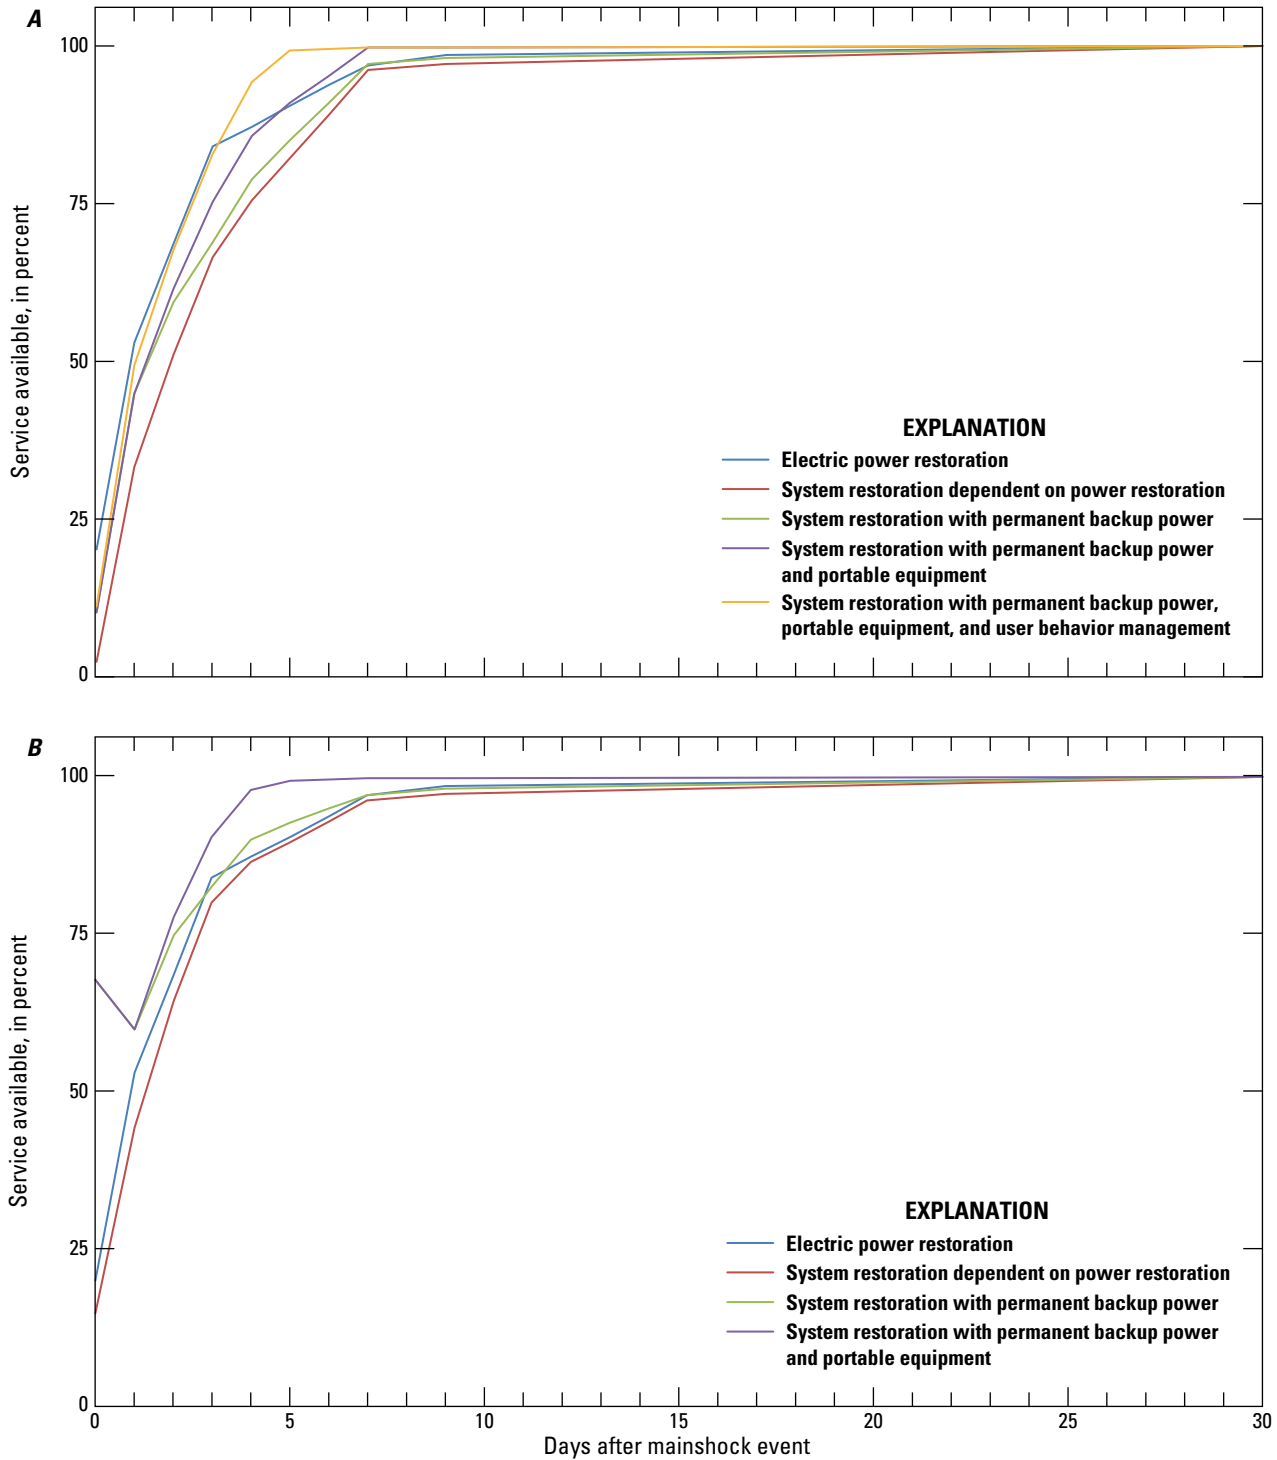 A
100
75
50
25
0
Service available, in percent
EXPLANATION
Electric power restoration
System restoration dependent on power restoration
System restoration with permanent backup power
System restoration with permanent backup power
and portable equipment
System restoration with permanent backup power,
portable equipment, and user behavior management
B
100
75
50
25
0
Service available, in percent
EXPLANATION
Electric power restoration
System restoration dependent on power restoration
System restoration with permanent backup power
System restoration with permanent backup power
and portable equipment
0 5 10 15 20 25 30
Days after mainshock event